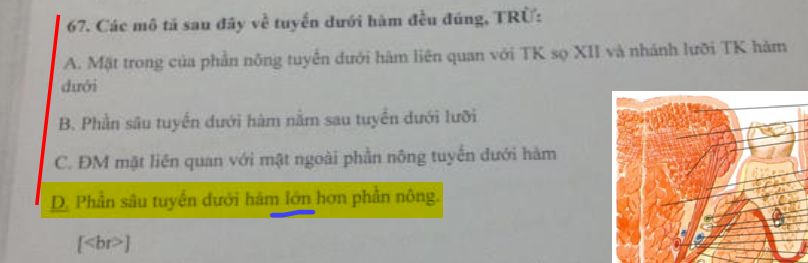 67. Các mô tả sau đây về tuyến dưới hàm đều đúng, TRỪ:
A. Mặt trong của phần nông tuyến dưới hàm liên quan với TK sọ XII và nhánh lưỡi TK hàm
dưới
B. Phần sâu tuyến dưới hàm nằm sau tuyến dưới lưỡi
C. ĐM mặt liên quan với mặt ngoài phần nông tuyến dưới hàm
D. Phần sâu tuyến dưới hàm lớn hơn phần nông.
[<br>]